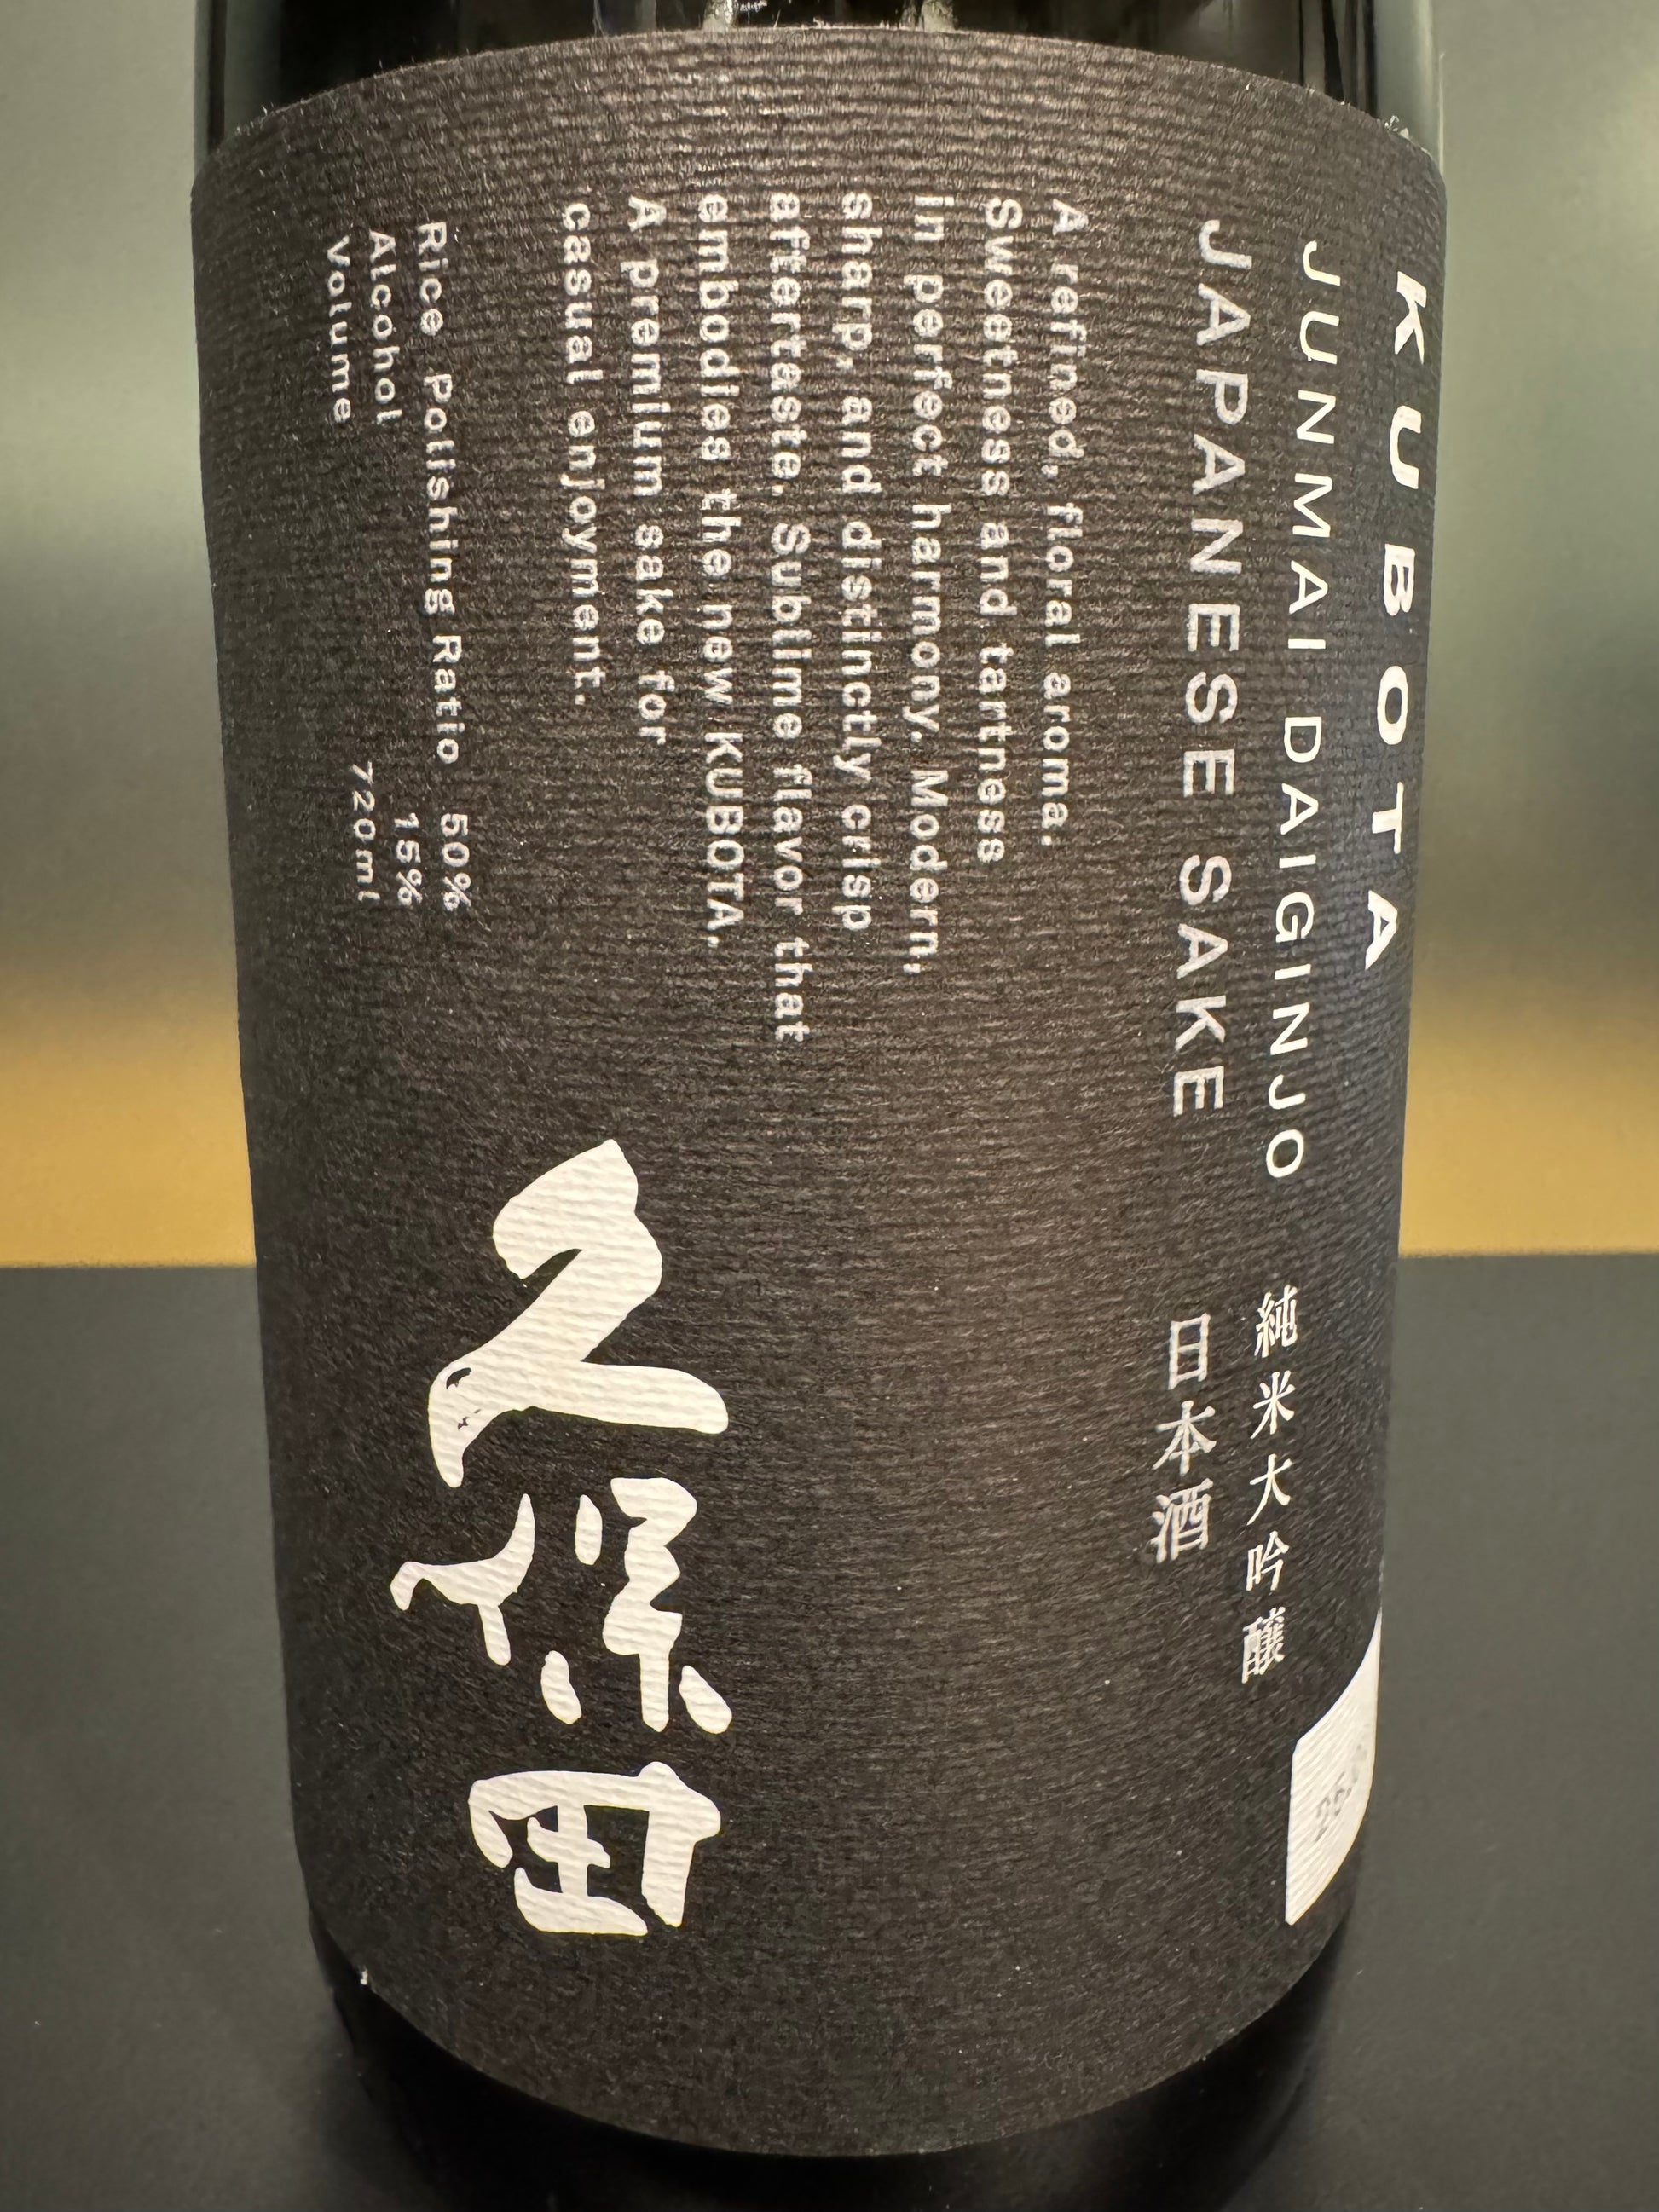 KUBOTA
JUNMAI DAIGINJO 純米大吟醸
JAPANESE SAKE 日本酒
A refined, floral aroma.
Sweetness and tartness
in perfect harmony. Modern,
sharp, and distinctly crisp
aftertaste. Sublime flavor that
embodies the new KUBOTA.
A premium sake for
casual enjoyment.
Rice Polishing Ratio 50%
Alcohol 15%
Volume 720ml
久保田